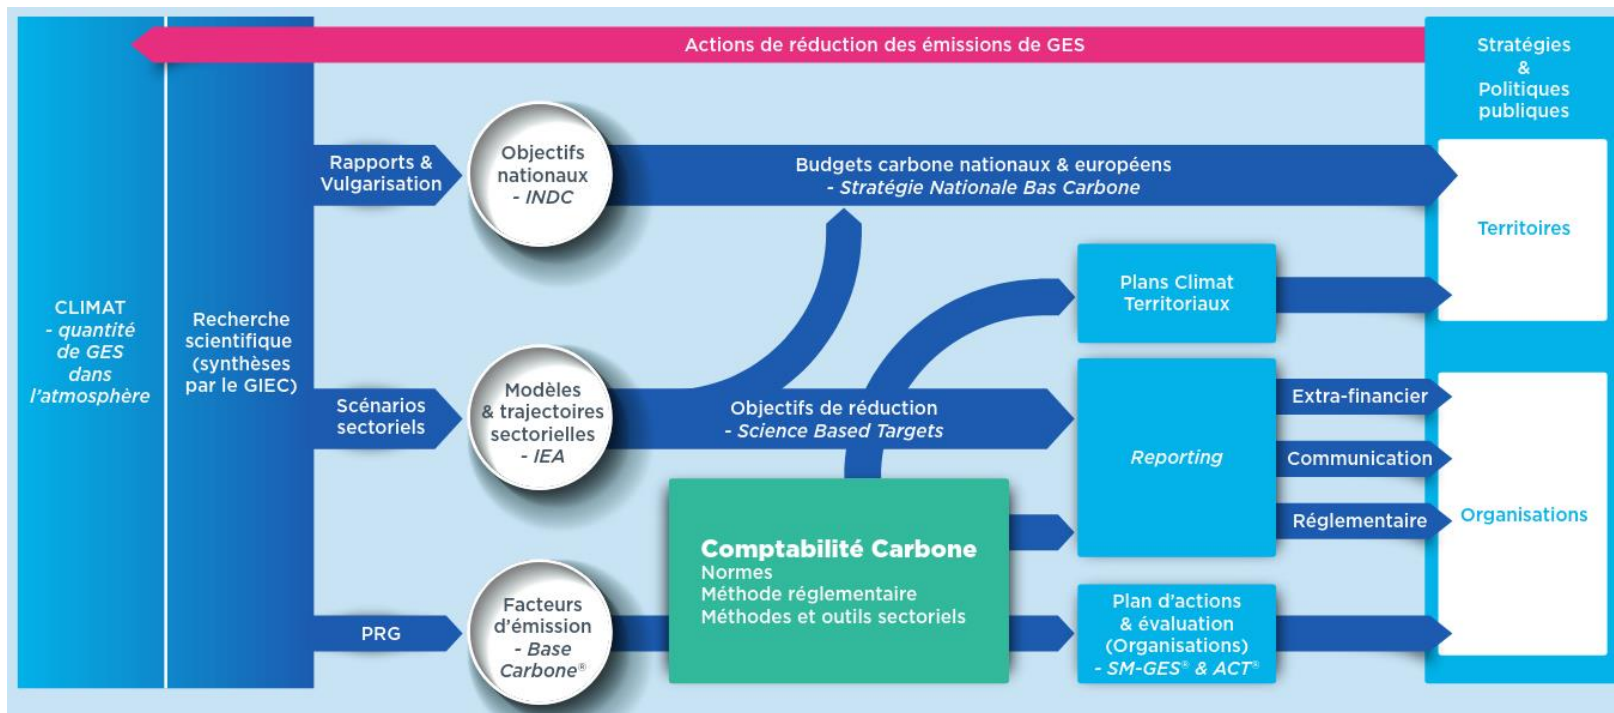 Actions de réduction des émissions de GES
Stratégies
&
Politiques
publiques
CLIMAT
- quantité
de GES
dans
l'atmosphère
Recherche
scientifique
(synthèses
par le GIEC)
Rapports &
Vulgarisation
Objectifs
nationaux
- INDC
Budgets carbone nationaux & européens
- Stratégie Nationale Bas Carbone
Territoires
Plans Climat
Territoriaux
Scénarios
sectoriels
Modèles
& trajectoires
sectorielles
- IEA
Objectifs de réduction
- Science Based Targets
Reporting
Extra-financier
Communication
Réglementaire
Organisations
Comptabilité Carbone
Normes
Méthode réglementaire
Méthodes et outils sectoriels
PRG
Facteurs
d'émission
- Base
Carbone®
Plan d'actions
& évaluation
(Organisations)
- SM-GES® & ACT®